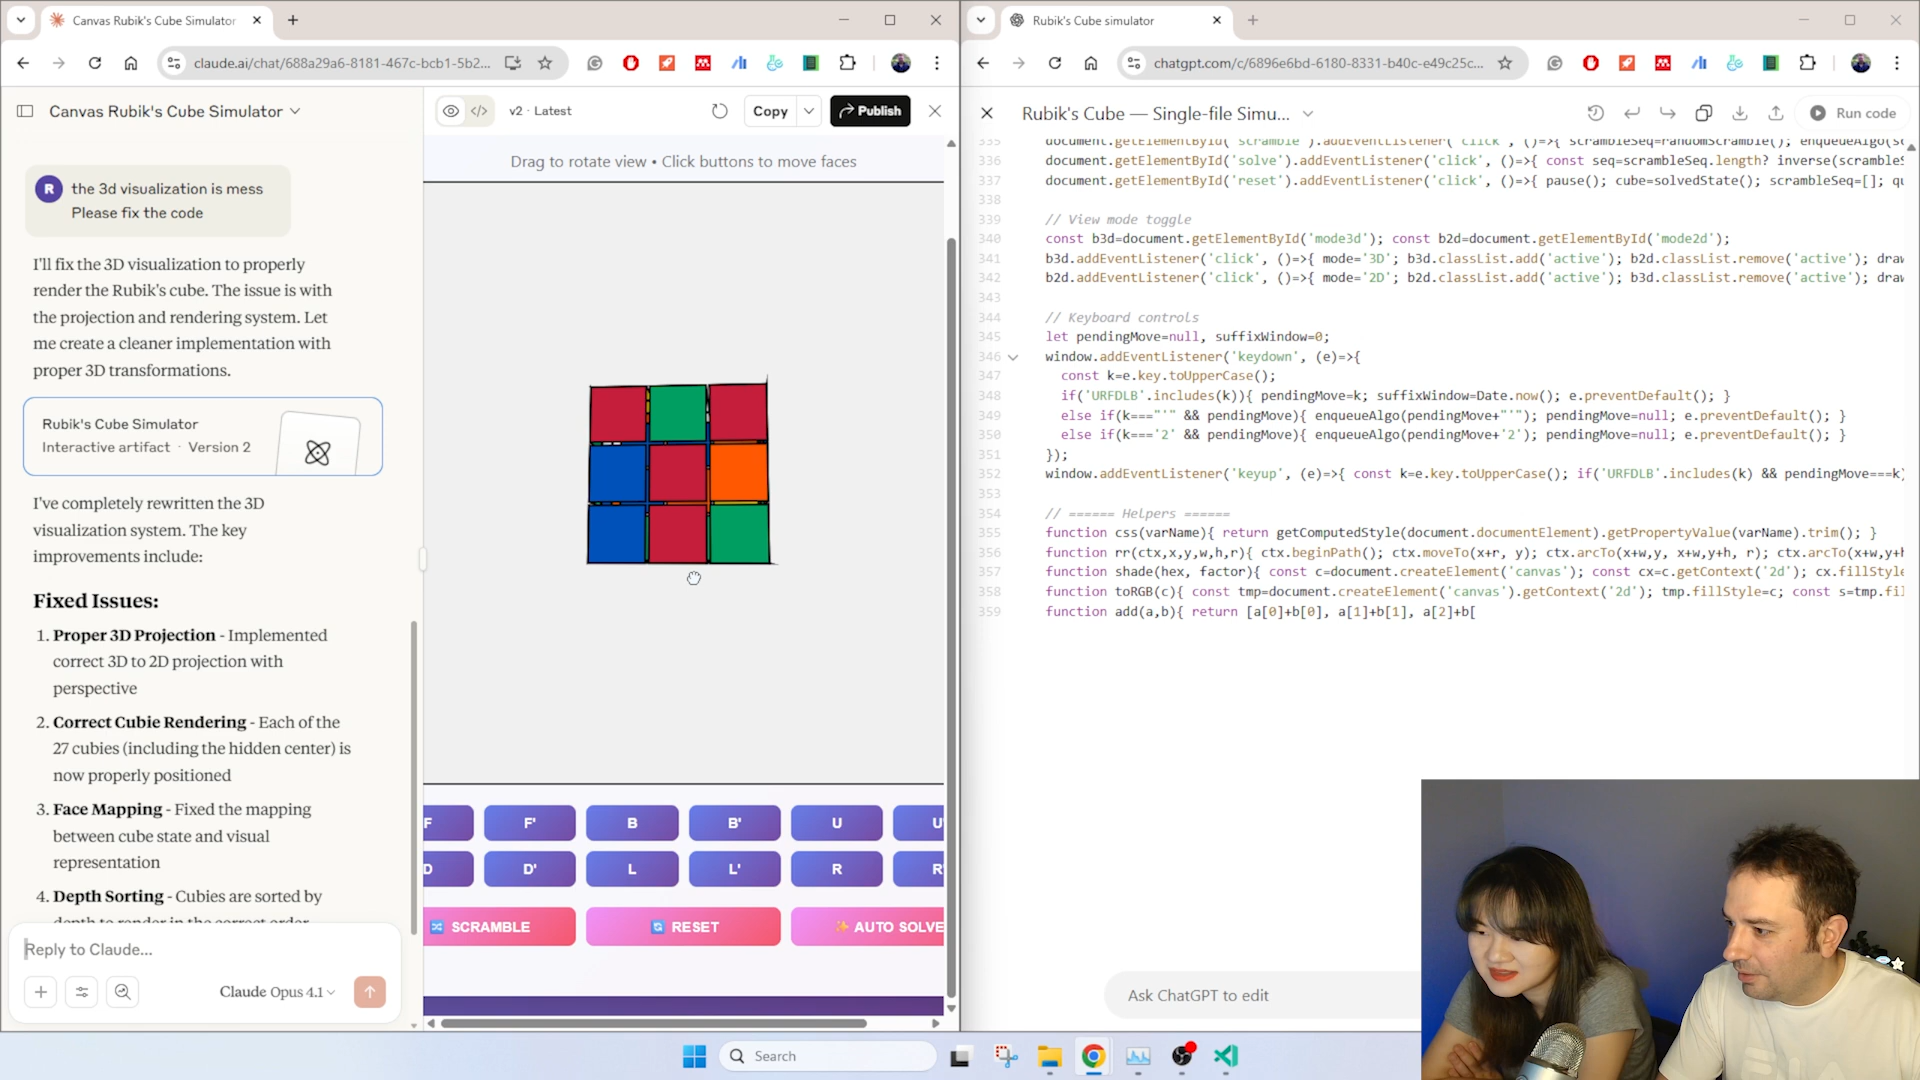 Canvas Rubik's Cube Simulator
claude.ai/chat/688a29a6-8181-467c-bcb1-5b2...
Canvas Rubik's Cube Simulator
R
the 3d visualization is mess
Please fix the code
I'll fix the 3D visualization to properly
render the Rubik's cube. The issue is with
the projection and rendering system. Let
me create a cleaner implementation with
proper 3D transformations.
Rubik's Cube Simulator
Interactive artifact · Version 2
I've completely rewritten the 3D
visualization system. The key
improvements include:
Fixed Issues:
1. Proper 3D Projection - Implemented
correct 3D to 2D projection with
perspective
2. Correct Cubie Rendering - Each of the
27 cubies (including the hidden center) is
now properly positioned
3. Face Mapping - Fixed the mapping
between cube state and visual
representation
4. Depth Sorting - Cubies are sorted by
depth to render in the correct order
Reply to Claude...
Claude Opus 4.1
v2 · Latest
Copy
Publish
Drag to rotate view • Click buttons to move faces
F F' B B' U U'
D D' L L' R R'
SCRAMBLE RESET AUTO SOLVE
Rubik's Cube simulator
chatgpt.com/c/6896e6bd-6180-8331-b40c-e49c25c...
Rubik's Cube — Single-file Simu...
Run code
335 document.getElementById('scramble').addEventListener('click', ()=>{ scrambleSeq=randomScramble(); enqueueAlgo(sc
336 document.getElementById('solve').addEventListener('click', ()=>{ const seq=scrambleSeq.length? inverse(scrambleS
337 document.getElementById('reset').addEventListener('click', ()=>{ pause(); cube=solvedState(); scrambleSeq=[]; qu
338
339 // View mode toggle
340 const b3d=document.getElementById('mode3d'); const b2d=document.getElementById('mode2d');
341 b3d.addEventListener('click', ()=>{ mode='3D'; b3d.classList.add('active'); b2d.classList.remove('active'); draw
342 b2d.addEventListener('click', ()=>{ mode='2D'; b2d.classList.add('active'); b3d.classList.remove('active'); draw
343
344 // Keyboard controls
345 let pendingMove=null, suffixWindow=0;
346 window.addEventListener('keydown', (e)=>{
347 const k=e.key.toUpperCase();
348 if('URFDLB'.includes(k)){ pendingMove=k; suffixWindow=Date.now(); e.preventDefault(); }
349 else if(k==="'" && pendingMove){ enqueueAlgo(pendingMove+"'"); pendingMove=null; e.preventDefault(); }
350 else if(k==='2' && pendingMove){ enqueueAlgo(pendingMove+'2'); pendingMove=null; e.preventDefault(); }
351 });
352 window.addEventListener('keyup', (e)=>{ const k=e.key.toUpperCase(); if('URFDLB'.includes(k) && pendingMove===k)
353
354 // ====== Helpers ======
355 function css(varName){ return getComputedStyle(document.documentElement).getPropertyValue(varName).trim(); }
356 function rr(ctx,x,y,w,h,r){ ctx.beginPath(); ctx.moveTo(x+r, y); ctx.arcTo(x+w,y, x+w,y+h, r); ctx.arcTo(x+w,y+h
357 function shade(hex, factor){ const c=document.createElement('canvas'); const cx=c.getContext('2d'); cx.fillStyle
358 function toRGB(c){ const tmp=document.createElement('canvas').getContext('2d'); tmp.fillStyle=c; const s=tmp.fil
359 function add(a,b){ return [a[0]+b[0], a[1]+b[1], a[2]+b[
Ask ChatGPT to edit
Search